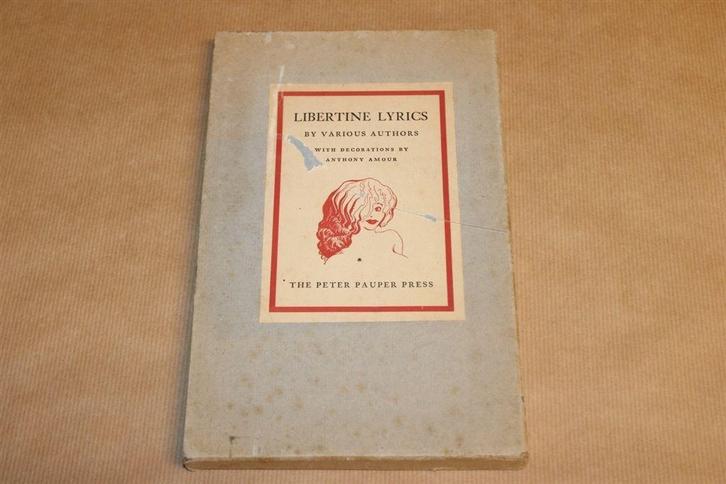 LIBERTINE LYRICS
BY VARIOUS AUTHORS
WITH DECORATIONS BY
ANTHONY AMOUR
THE PETER PAUPER PRESS